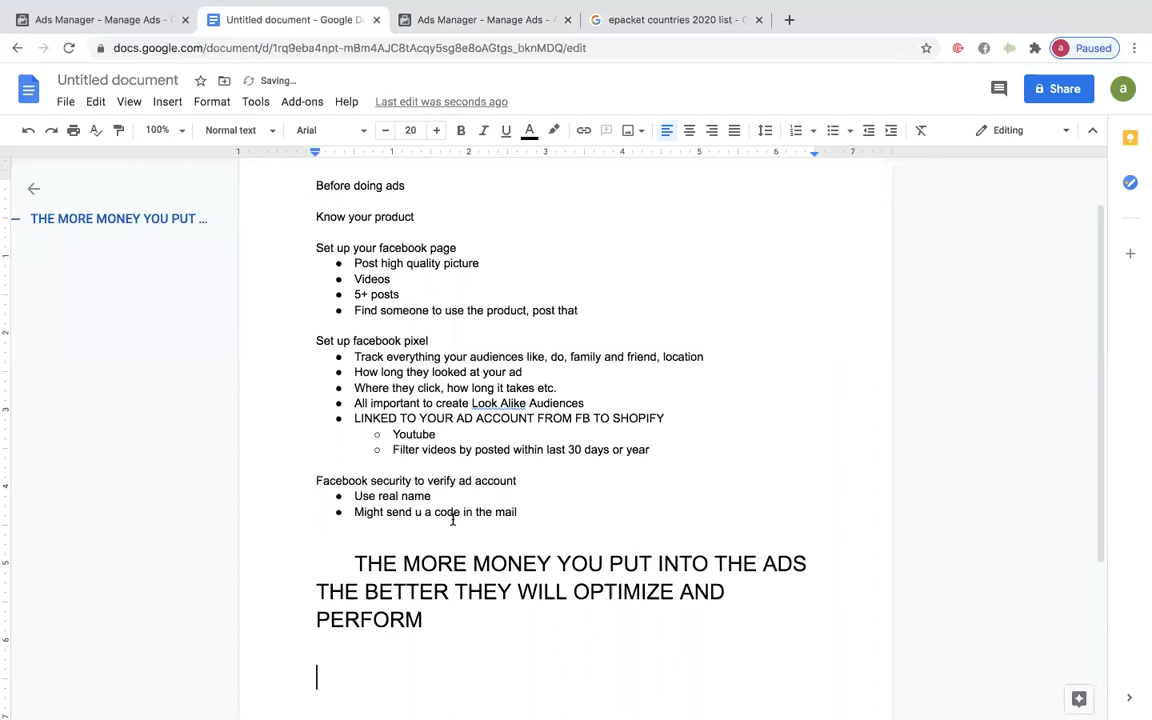 Ads Manager - Manage Ads -
Untitled document - Google D
Ads Manager - Manage Ads -
epacket countries 2020 list -
docs.google.com/document/d/1rq9eba4npt-mBm4AJC8tAcqy5sg8e8oAGtgs_bknMDQ/edit
a Paused
Untitled document
Saving...
File Edit View Insert Format Tools Add-ons Help Last edit was seconds ago
Share
a
100% Normal text Arial 20 B I U A Editing
1 1 2 3 4 5 6 7
THE MORE MONEY YOU PUT ...
Before doing ads
Know your product
Set up your facebook page
● Post high quality picture
● Videos
● 5+ posts
● Find someone to use the product, post that
Set up facebook pixel
● Track everything your audiences like, do, family and friend, location
● How long they looked at your ad
● Where they click, how long it takes etc.
● All important to create Look Alike Audiences
● LINKED TO YOUR AD ACCOUNT FROM FB TO SHOPIFY
○ Youtube
○ Filter videos by posted within last 30 days or year
Facebook security to verify ad account
● Use real name
● Might send u a code in the mail
THE MORE MONEY YOU PUT INTO THE ADS
THE BETTER THEY WILL OPTIMIZE AND
PERFORM